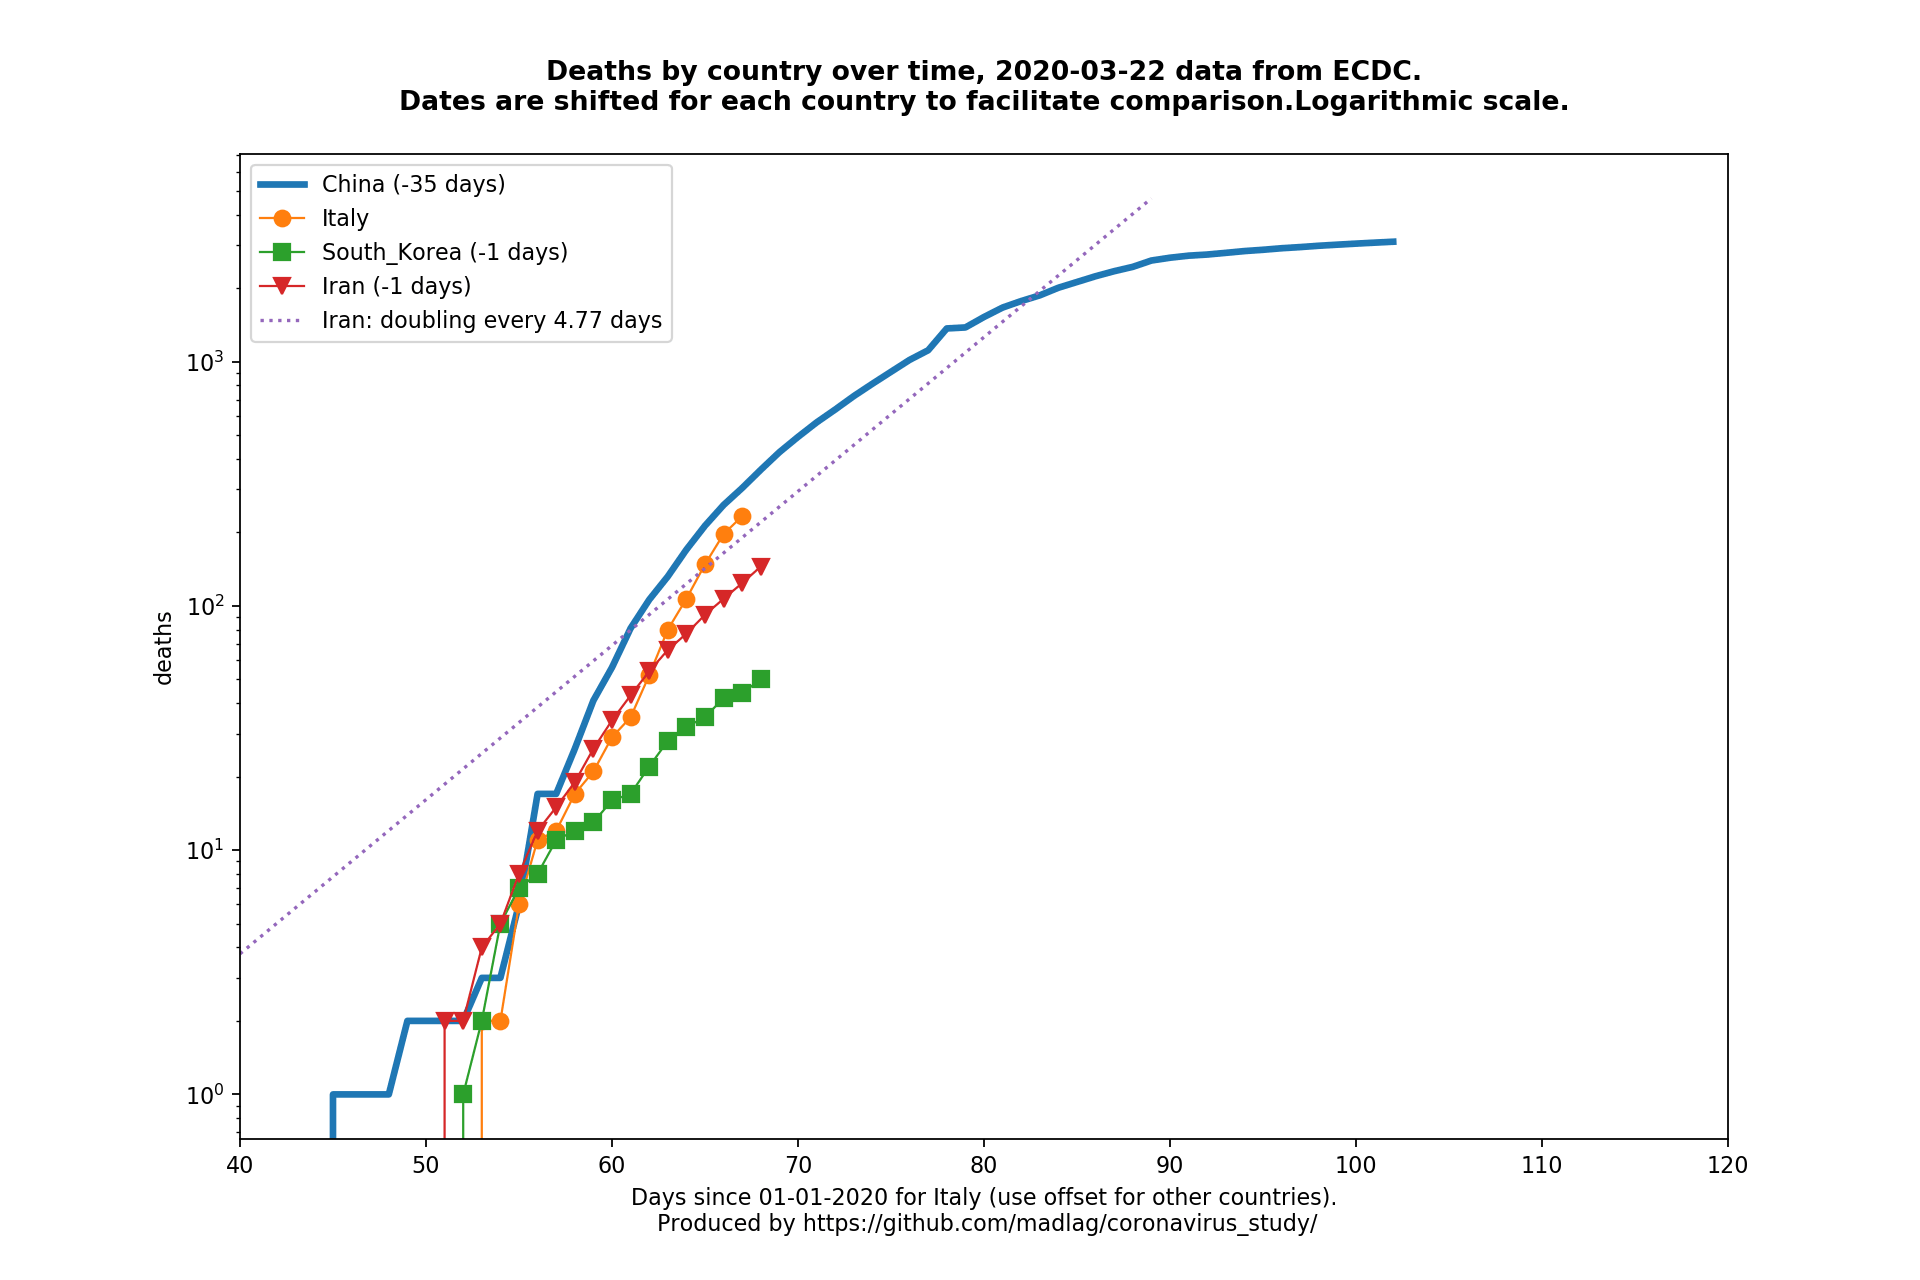 Deaths by country over time, 2020-03-22 data from ECDC.
Dates are shifted for each country to facilitate comparison.Logarithmic scale.
China (-35 days)
Italy
South_Korea (-1 days)
Iran (-1 days)
Iran: doubling every 4.77 days
10³
10²
10¹
10⁰
deaths
40 50 60 70 80 90 100 110 120
Days since 01-01-2020 for Italy (use offset for other countries).
Produced by https://github.com/madlag/coronavirus_study/